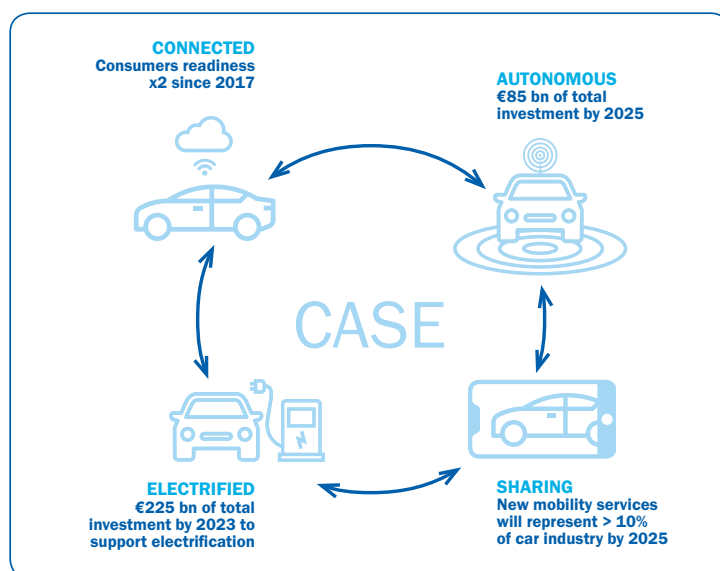 CONNECTED
Consumers readiness
x2 since 2017
AUTONOMOUS
€85 bn of total
investment by 2025
CASE
ELECTRIFIED
€225 bn of total
investment by 2023 to
support electrification
SHARING
New mobility services
will represent > 10%
of car industry by 2025